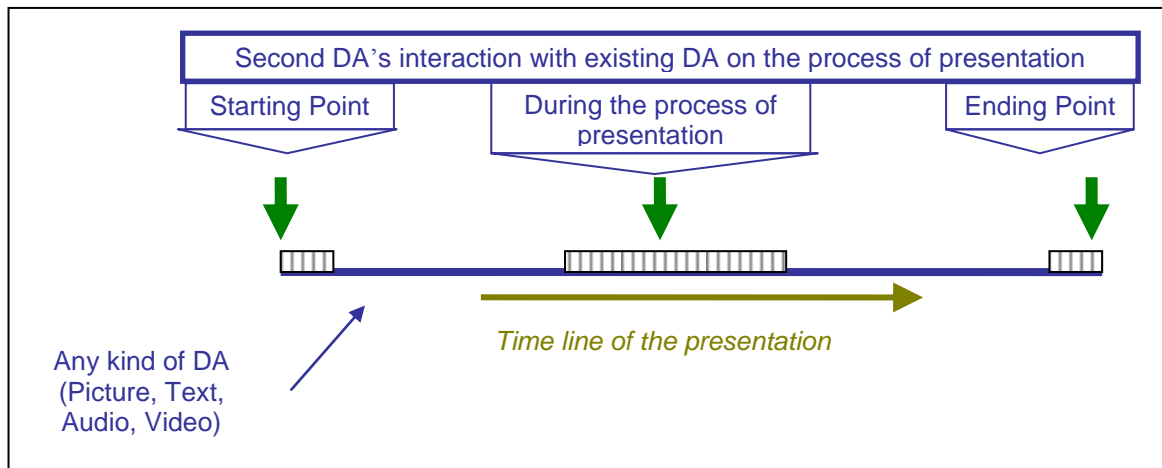 Second DA’s interaction with existing DA on the process of presentation
Starting Point
During the process of
presentation
Ending Point
Time line of the presentation
Any kind of DA
(Picture, Text,
Audio, Video)